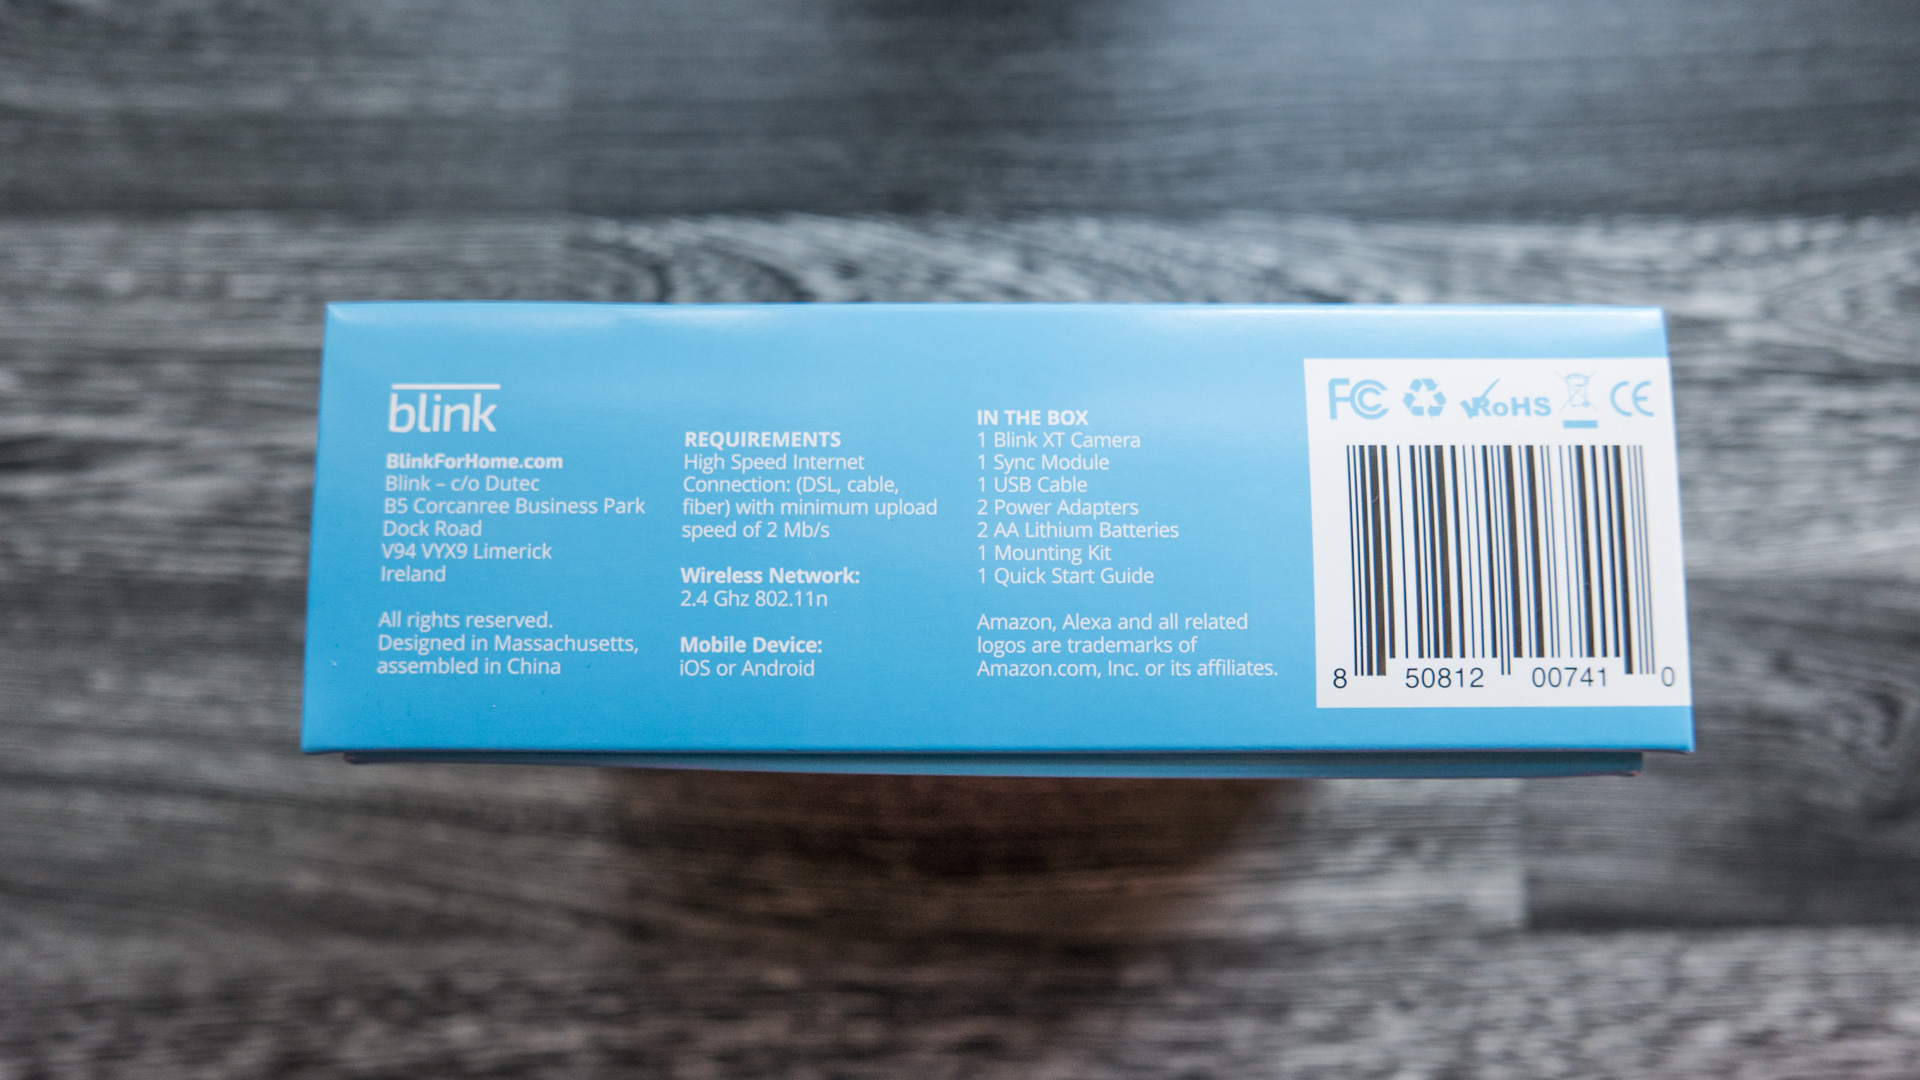 blink
BlinkForHome.com
Blink – c/o Dutec
B5 Corcanree Business Park
Dock Road
V94 VYX9 Limerick
Ireland
All rights reserved.
Designed in Massachusetts,
assembled in China
REQUIREMENTS
High Speed Internet
Connection: (DSL, cable,
fiber) with minimum upload
speed of 2 Mb/s
Wireless Network:
2.4 Ghz 802.11n
Mobile Device:
iOS or Android
IN THE BOX
1 Blink XT Camera
1 Sync Module
1 USB Cable
2 Power Adapters
2 AA Lithium Batteries
1 Mounting Kit
1 Quick Start Guide
Amazon, Alexa and all related
logos are trademarks of
Amazon.com, Inc. or its affiliates.
FC RoHS CE
8 50812 00741 0